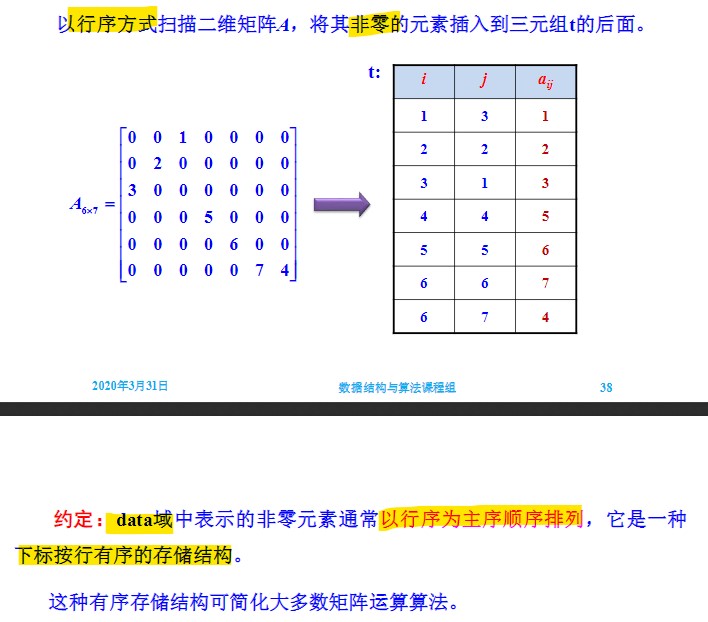 以行序方式扫描二维矩阵A，将其非零的元素插入到三元组t的后面。
t:
i j aij
1 3 1
2 2 2
3 1 3
4 4 5
5 5 6
6 6 7
6 7 4
A6×7 =
0 0 1 0 0 0 0
0 2 0 0 0 0 0
3 0 0 0 0 0 0
0 0 0 5 0 0 0
0 0 0 0 6 0 0
0 0 0 0 0 7 4
2020年3月31日 数据结构与算法课程组 38
约定：data域中表示的非零元素通常以行序为主序顺序排列，它是一种
下标按行有序的存储结构。
这种有序存储结构可简化大多数矩阵运算算法。